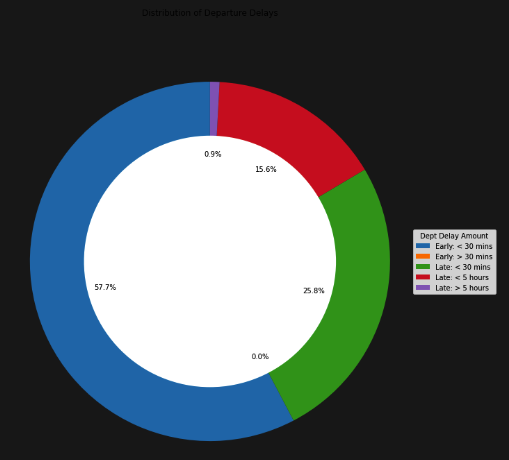 Distribution of Departure Delays
0.9%
15.6%
57.7%
25.8%
0.0%
Dept Delay Amount
Early: < 30 mins
Early: > 30 mins
Late: < 30 mins
Late: < 5 hours
Late: > 5 hours